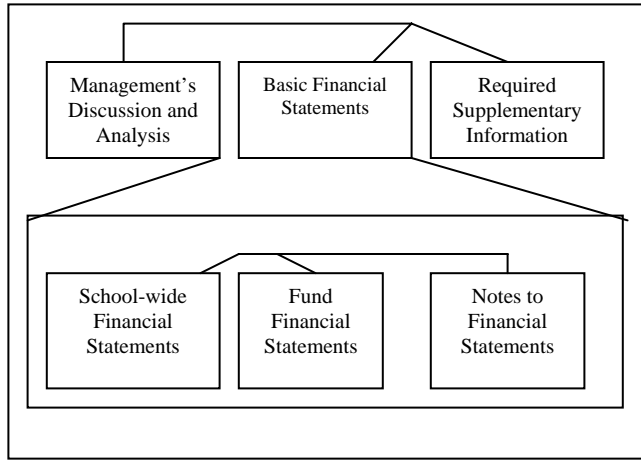 Management’s
Discussion and
Analysis
Basic Financial
Statements
Required
Supplementary
Information
School-wide
Financial
Statements
Fund
Financial
Statements
Notes to
Financial
Statements